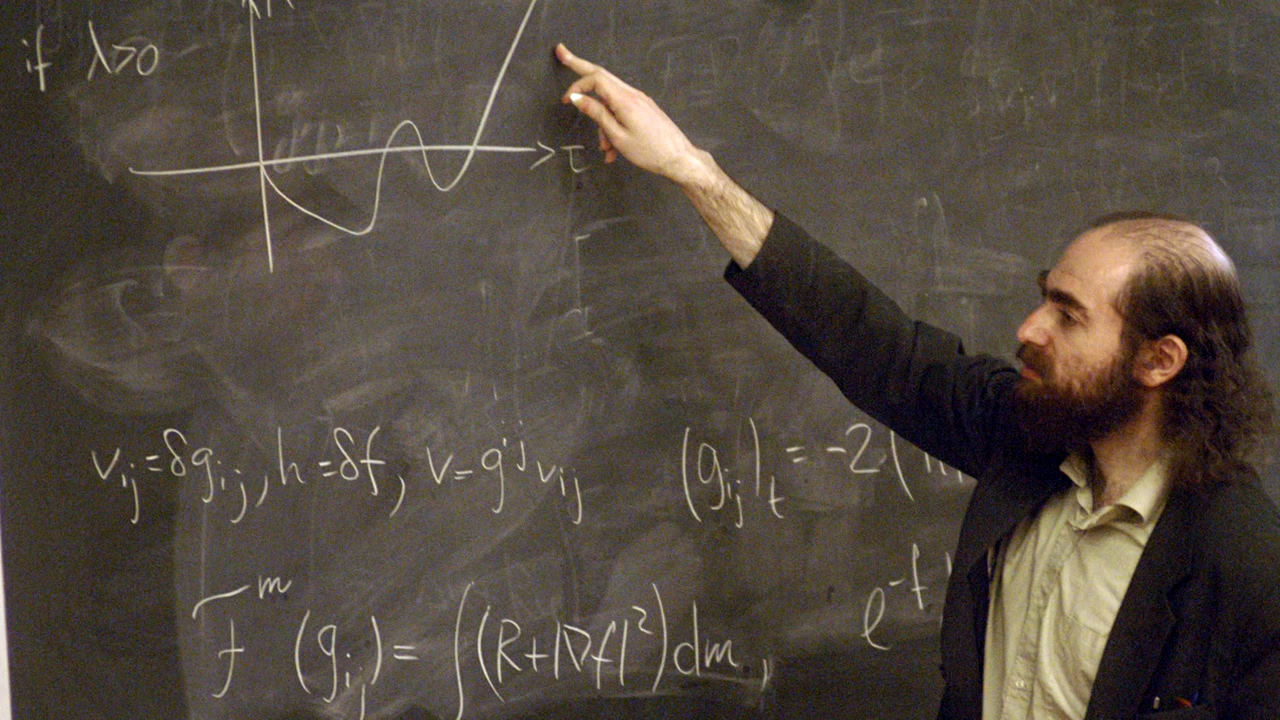 if λ>0
τ
v_ij = δg_ij, h = δf, v = g^ij v_ij
(g_ij)_t = -2(
F^m (g_ij) = ∫(R+|∇f|²)dm,
e^-f